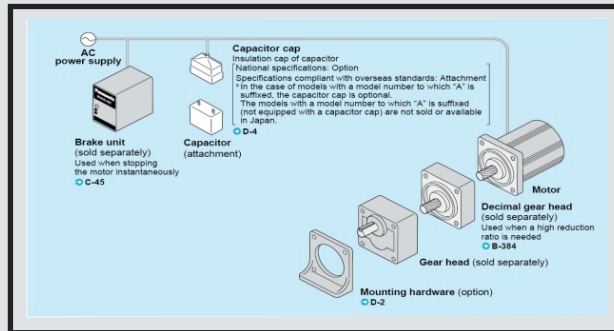 AC
power supply
Capacitor cap
Insulation cap of capacitor
National specifications: Option
Specifications compliant with overseas standards: Attachment
*In the case of models with a model number to which "A" is
suffixed, the capacitor cap is optional.
The models with a model number to which "A" is suffixed
(not equipped with a capacitor cap) are not sold or available
in Japan.
D-4
Brake unit
(sold separately)
Used when stopping
the motor instantaneously
C-45
Capacitor
(attachment)
Motor
Decimal gear head
(sold separately)
Used when a high reduction
ratio is needed
B-384
Gear head (sold separately)
Mounting hardware (option)
D-2